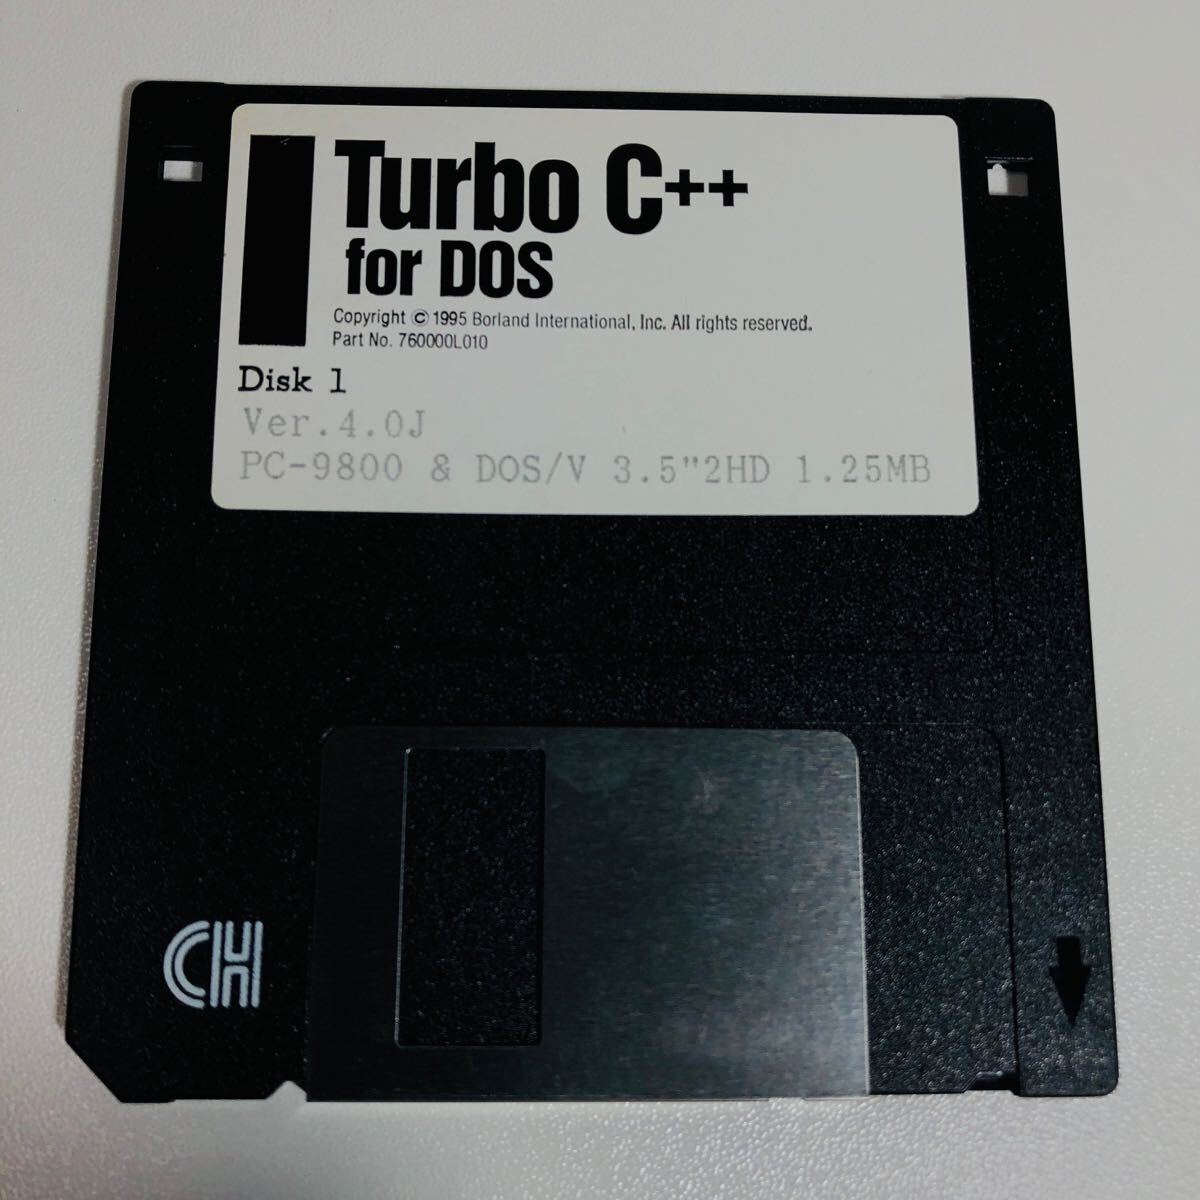 Turbo C++
for DOS
Copyright © 1995 Borland International, Inc. All rights reserved.
Part No. 760000L010
Disk 1
Ver.4.0J
PC-9800 & DOS/V 3.5"2HD 1.25MB
CH